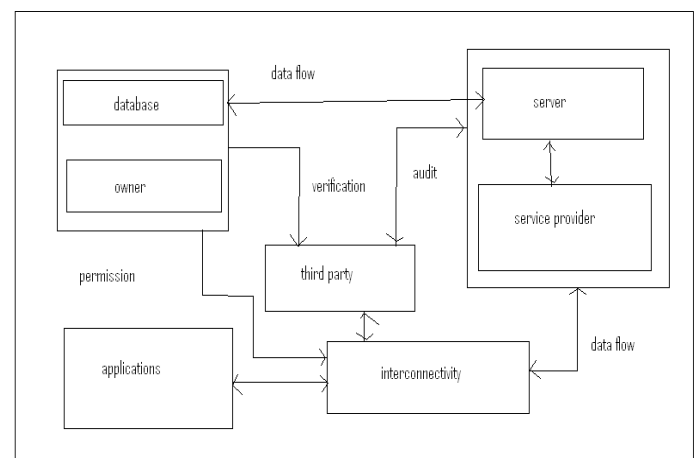 data flow
database
server
owner
verification
audit
service provider
third party
permission
applications
interconnectivity
data flow